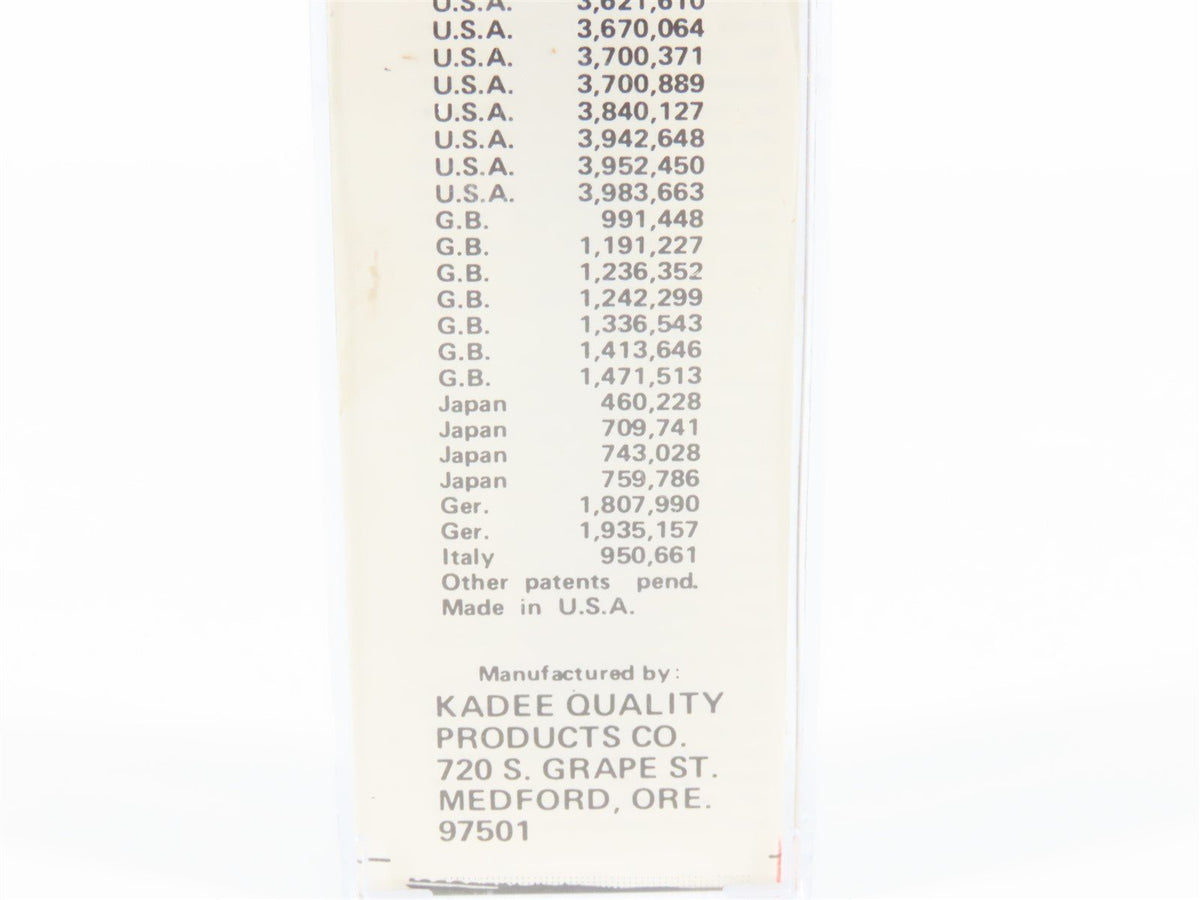 U.S.A. 3,621,610
U.S.A. 3,670,064
U.S.A. 3,700,371
U.S.A. 3,700,889
U.S.A. 3,840,127
U.S.A. 3,942,648
U.S.A. 3,952,450
U.S.A. 3,983,663
G.B. 991,448
G.B. 1,191,227
G.B. 1,236,352
G.B. 1,242,299
G.B. 1,336,543
G.B. 1,413,646
G.B. 1,471,513
Japan 460,228
Japan 709,741
Japan 743,028
Japan 759,786
Ger. 1,807,990
Ger. 1,935,157
Italy 950,661
Other patents pend.
Made in U.S.A.
Manufactured by:
KADEE QUALITY
PRODUCTS CO.
720 S. GRAPE ST.
MEDFORD, ORE.
97501